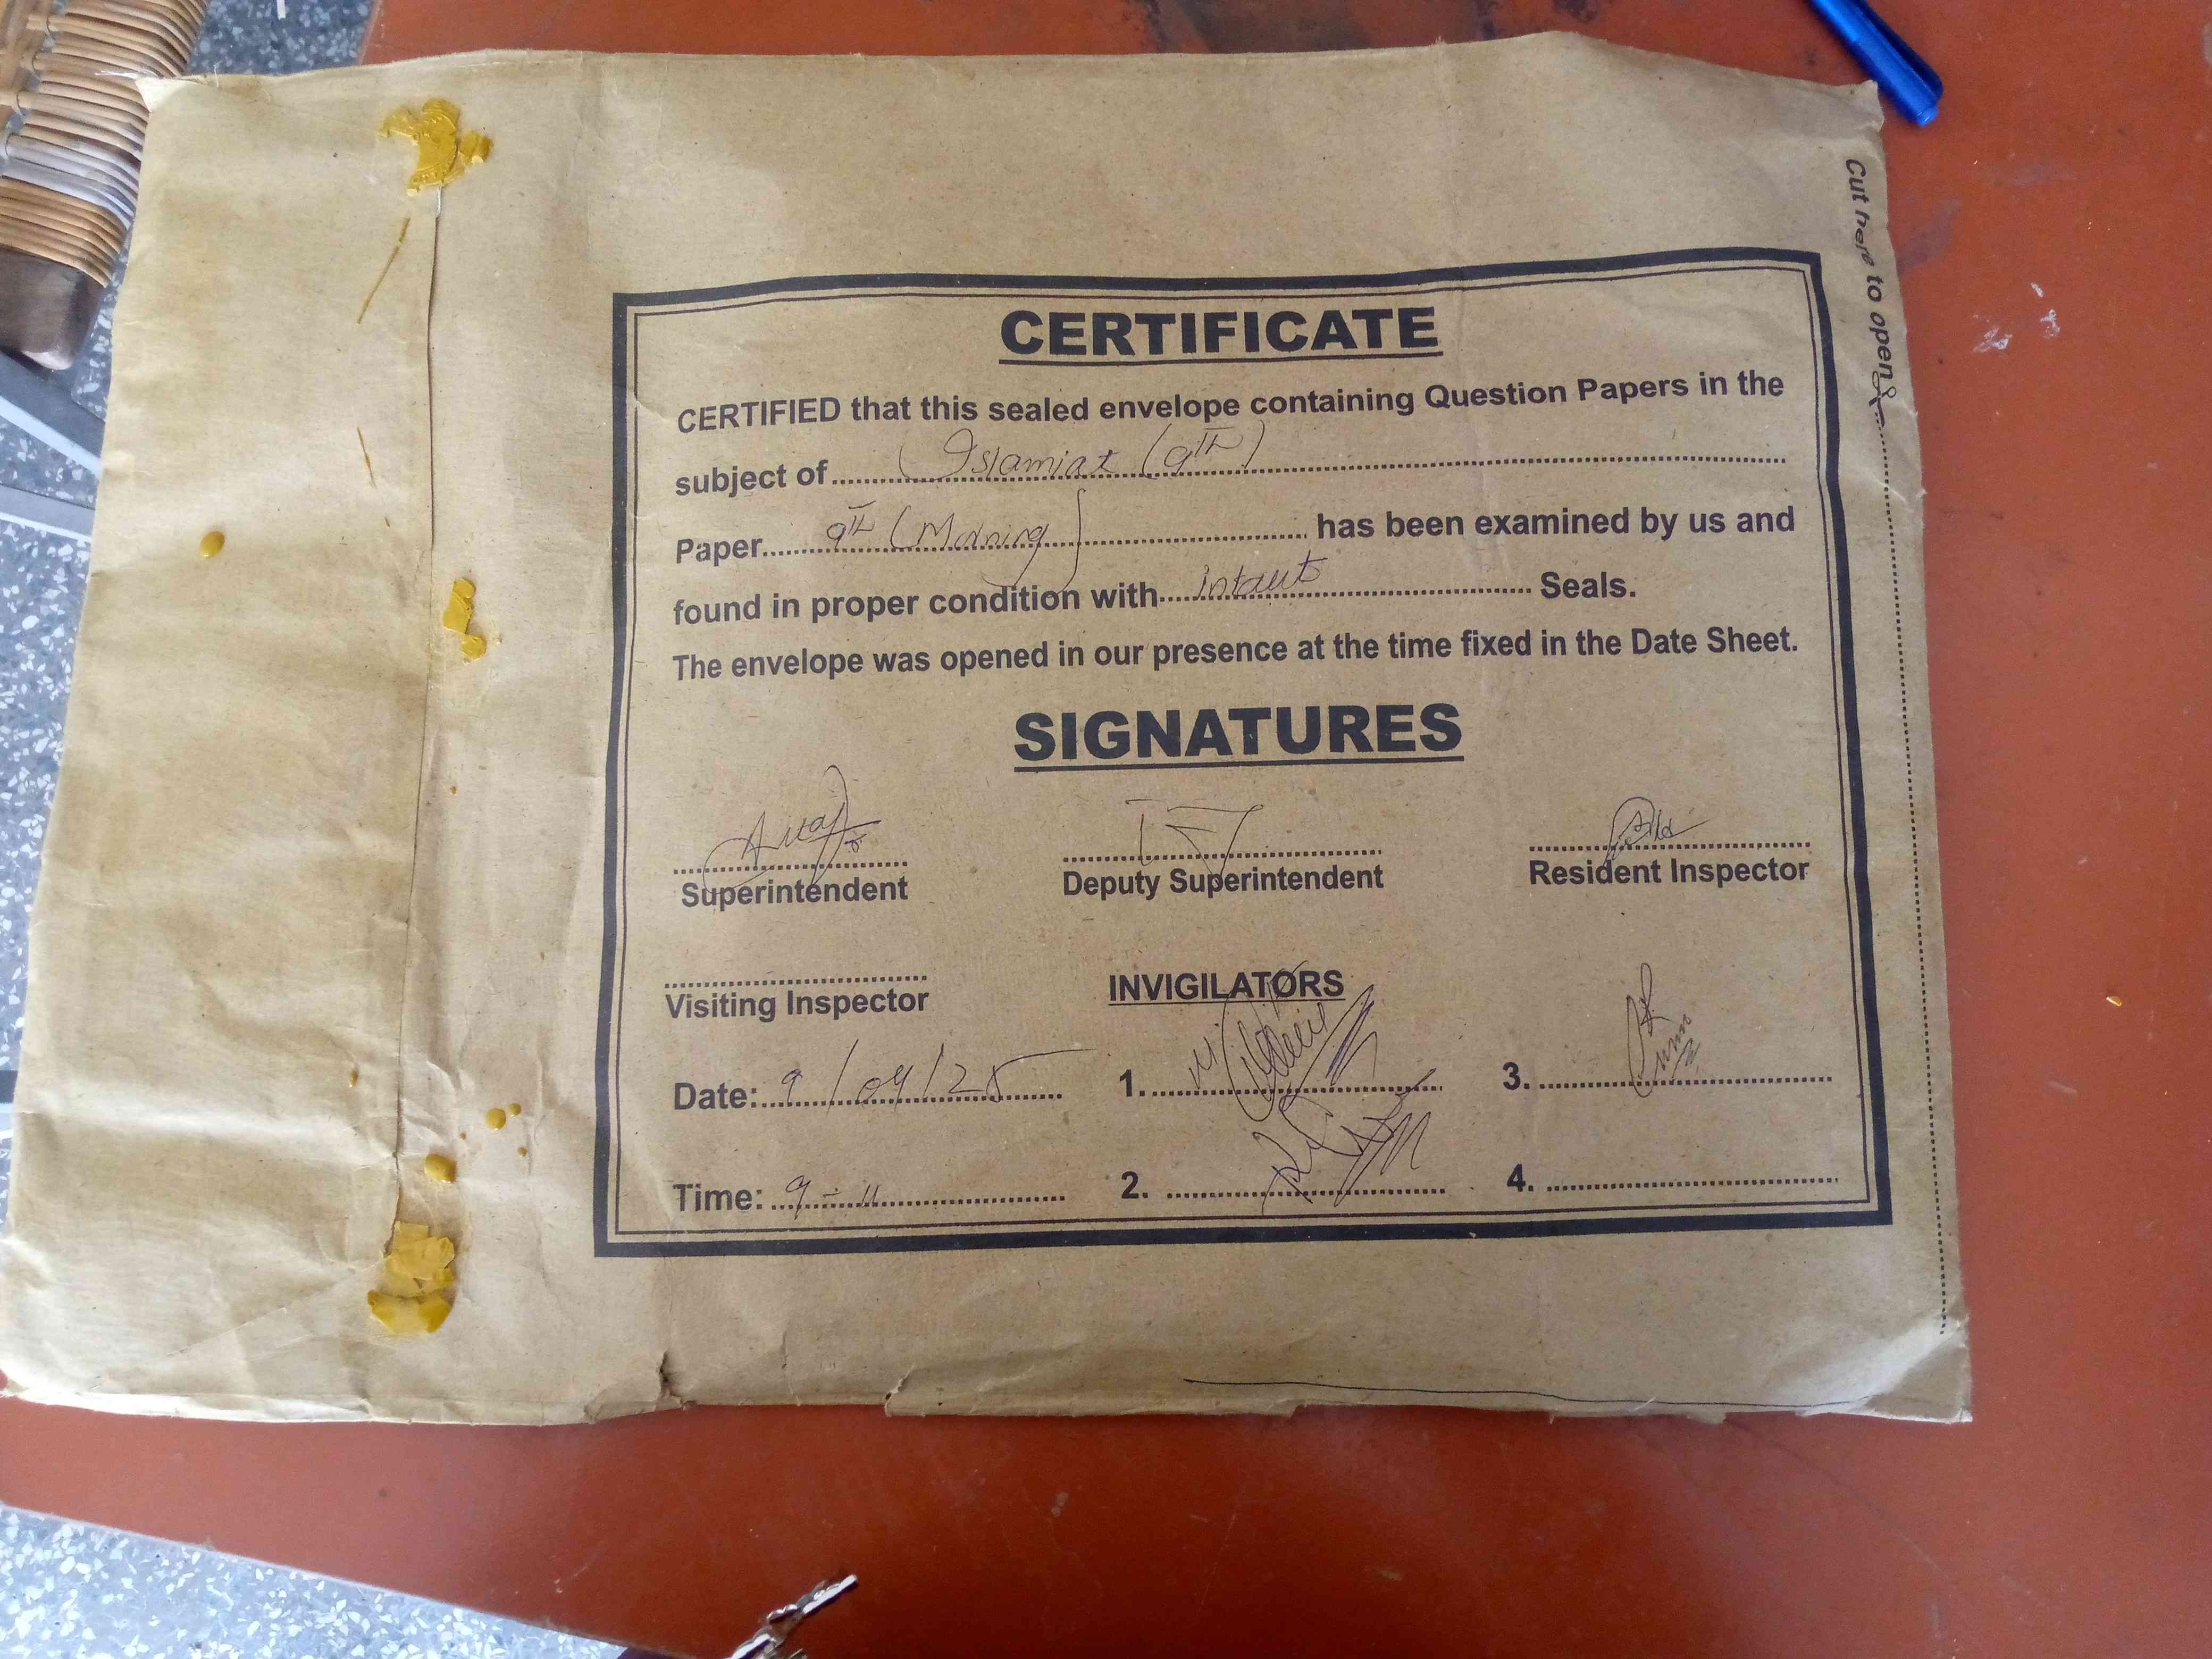 CERTIFICATE
CERTIFIED that this sealed envelope containing Question Papers in the
subject of (Islamiat (9TH)
Paper 9TH (Morning) has been examined by us and
found in proper condition with Seals.
The envelope was opened in our presence at the time fixed in the Date Sheet.
SIGNATURES
Superintendent Deputy Superintendent Resident Inspector
Visiting Inspector INVIGILATORS
Date: 9/04/25 1. 3.
Time: 9 - 11 2. 4.
Cut here to open